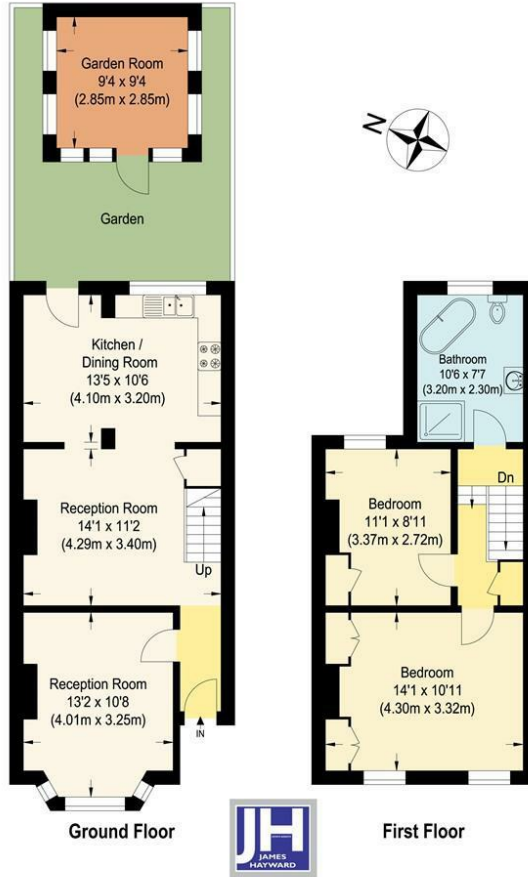 Garden Room
9'4 x 9'4
(2.85m x 2.85m)
N
Garden
Kitchen /
Dining Room
13'5 x 10'6
(4.10m x 3.20m)
Bathroom
10'6 x 7'7
(3.20m x 2.30m)
Reception Room
14'1 x 11'2
(4.29m x 3.40m)
Up
Dn
Bedroom
11'1 x 8'11
(3.37m x 2.72m)
Reception Room
13'2 x 10'8
(4.01m x 3.25m)
IN
Bedroom
14'1 x 10'11
(4.30m x 3.32m)
Ground Floor
First Floor
JH
JAMES
HAYWARD